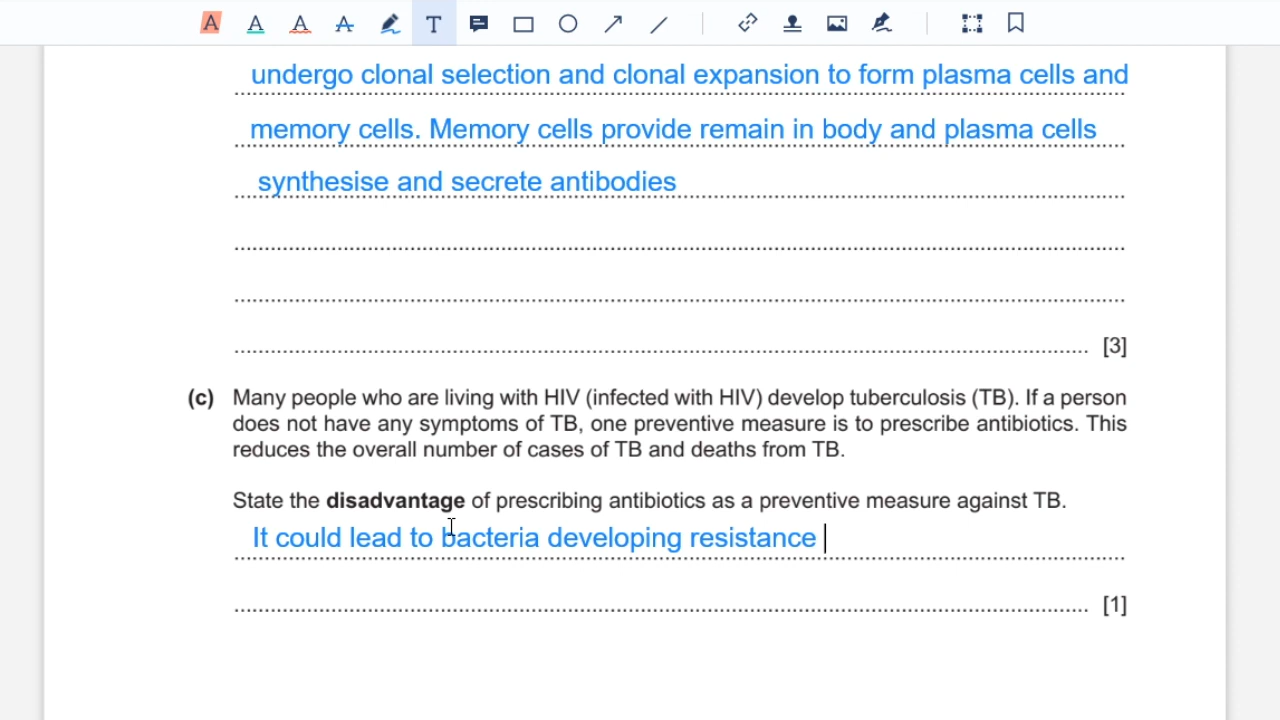 undergo clonal selection and clonal expansion to form plasma cells and
memory cells. Memory cells provide remain in body and plasma cells
synthesise and secrete antibodies
[3]
(c) Many people who are living with HIV (infected with HIV) develop tuberculosis (TB). If a person
does not have any symptoms of TB, one preventive measure is to prescribe antibiotics. This
reduces the overall number of cases of TB and deaths from TB.
State the disadvantage of prescribing antibiotics as a preventive measure against TB.
It could lead to bacteria developing resistance
[1]